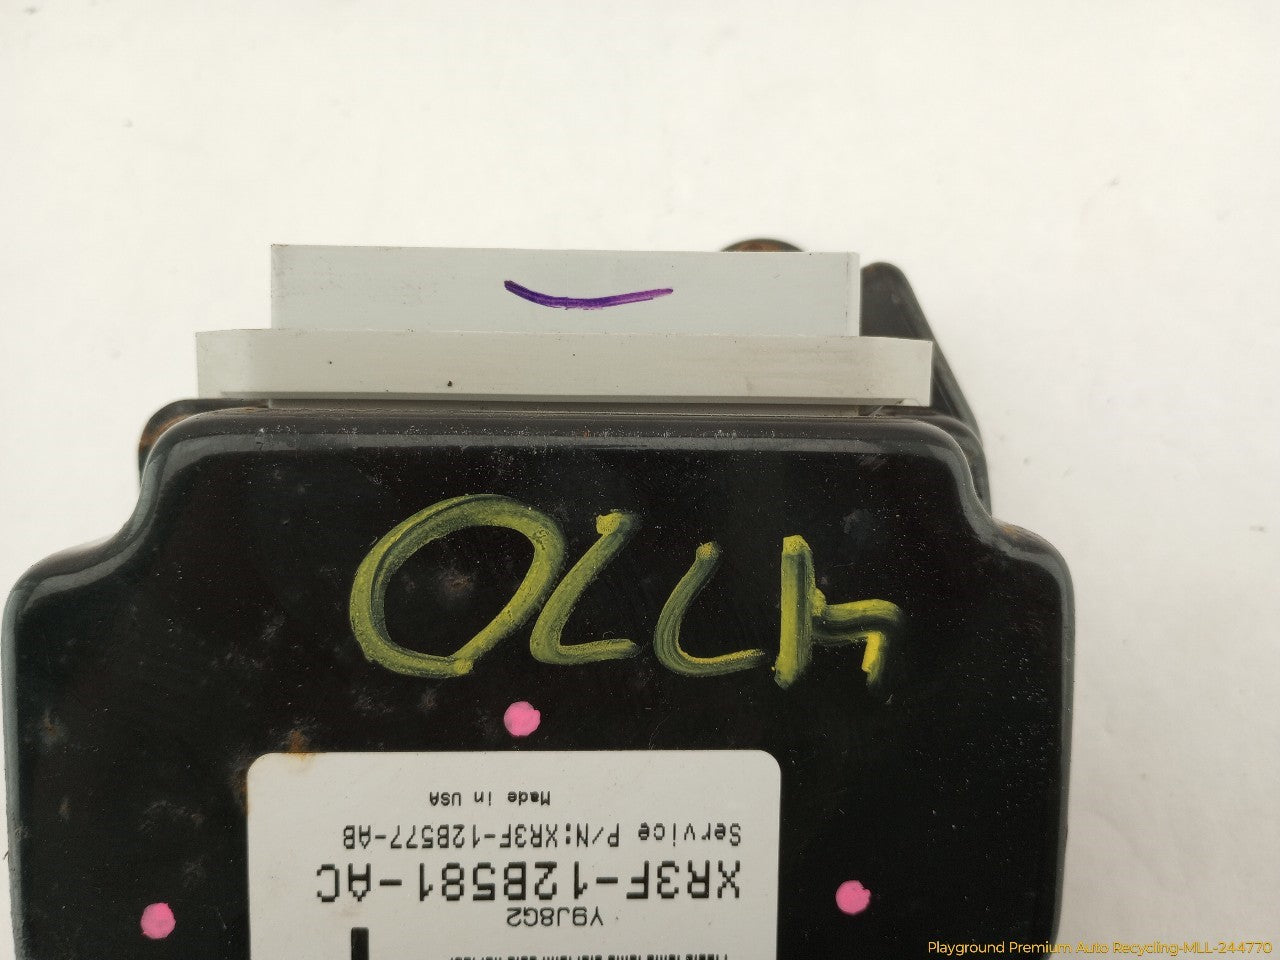 Y9J8G2
XR3F-12B581-AC
Service P/N:XR3F-12B577-AB
Made in USA
4770
Playground Premium Auto Recycling-MLL-244770